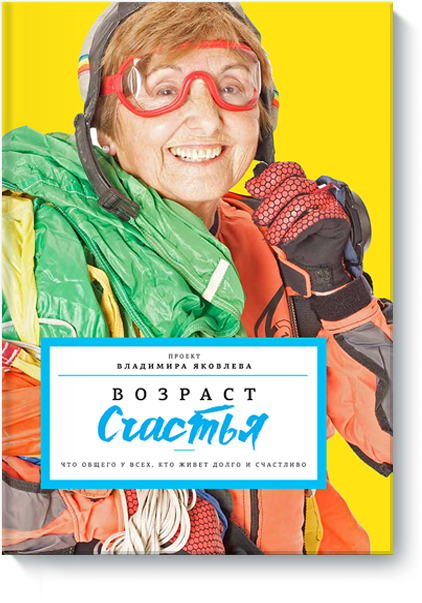 ПРОЕКТ
ВЛАДИМИРА ЯКОВЛЕВА
ВОЗРАСТ
Счастья
ЧТО ОБЩЕГО У ВСЕХ, КТО ЖИВЕТ ДОЛГО И СЧАСТЛИВО